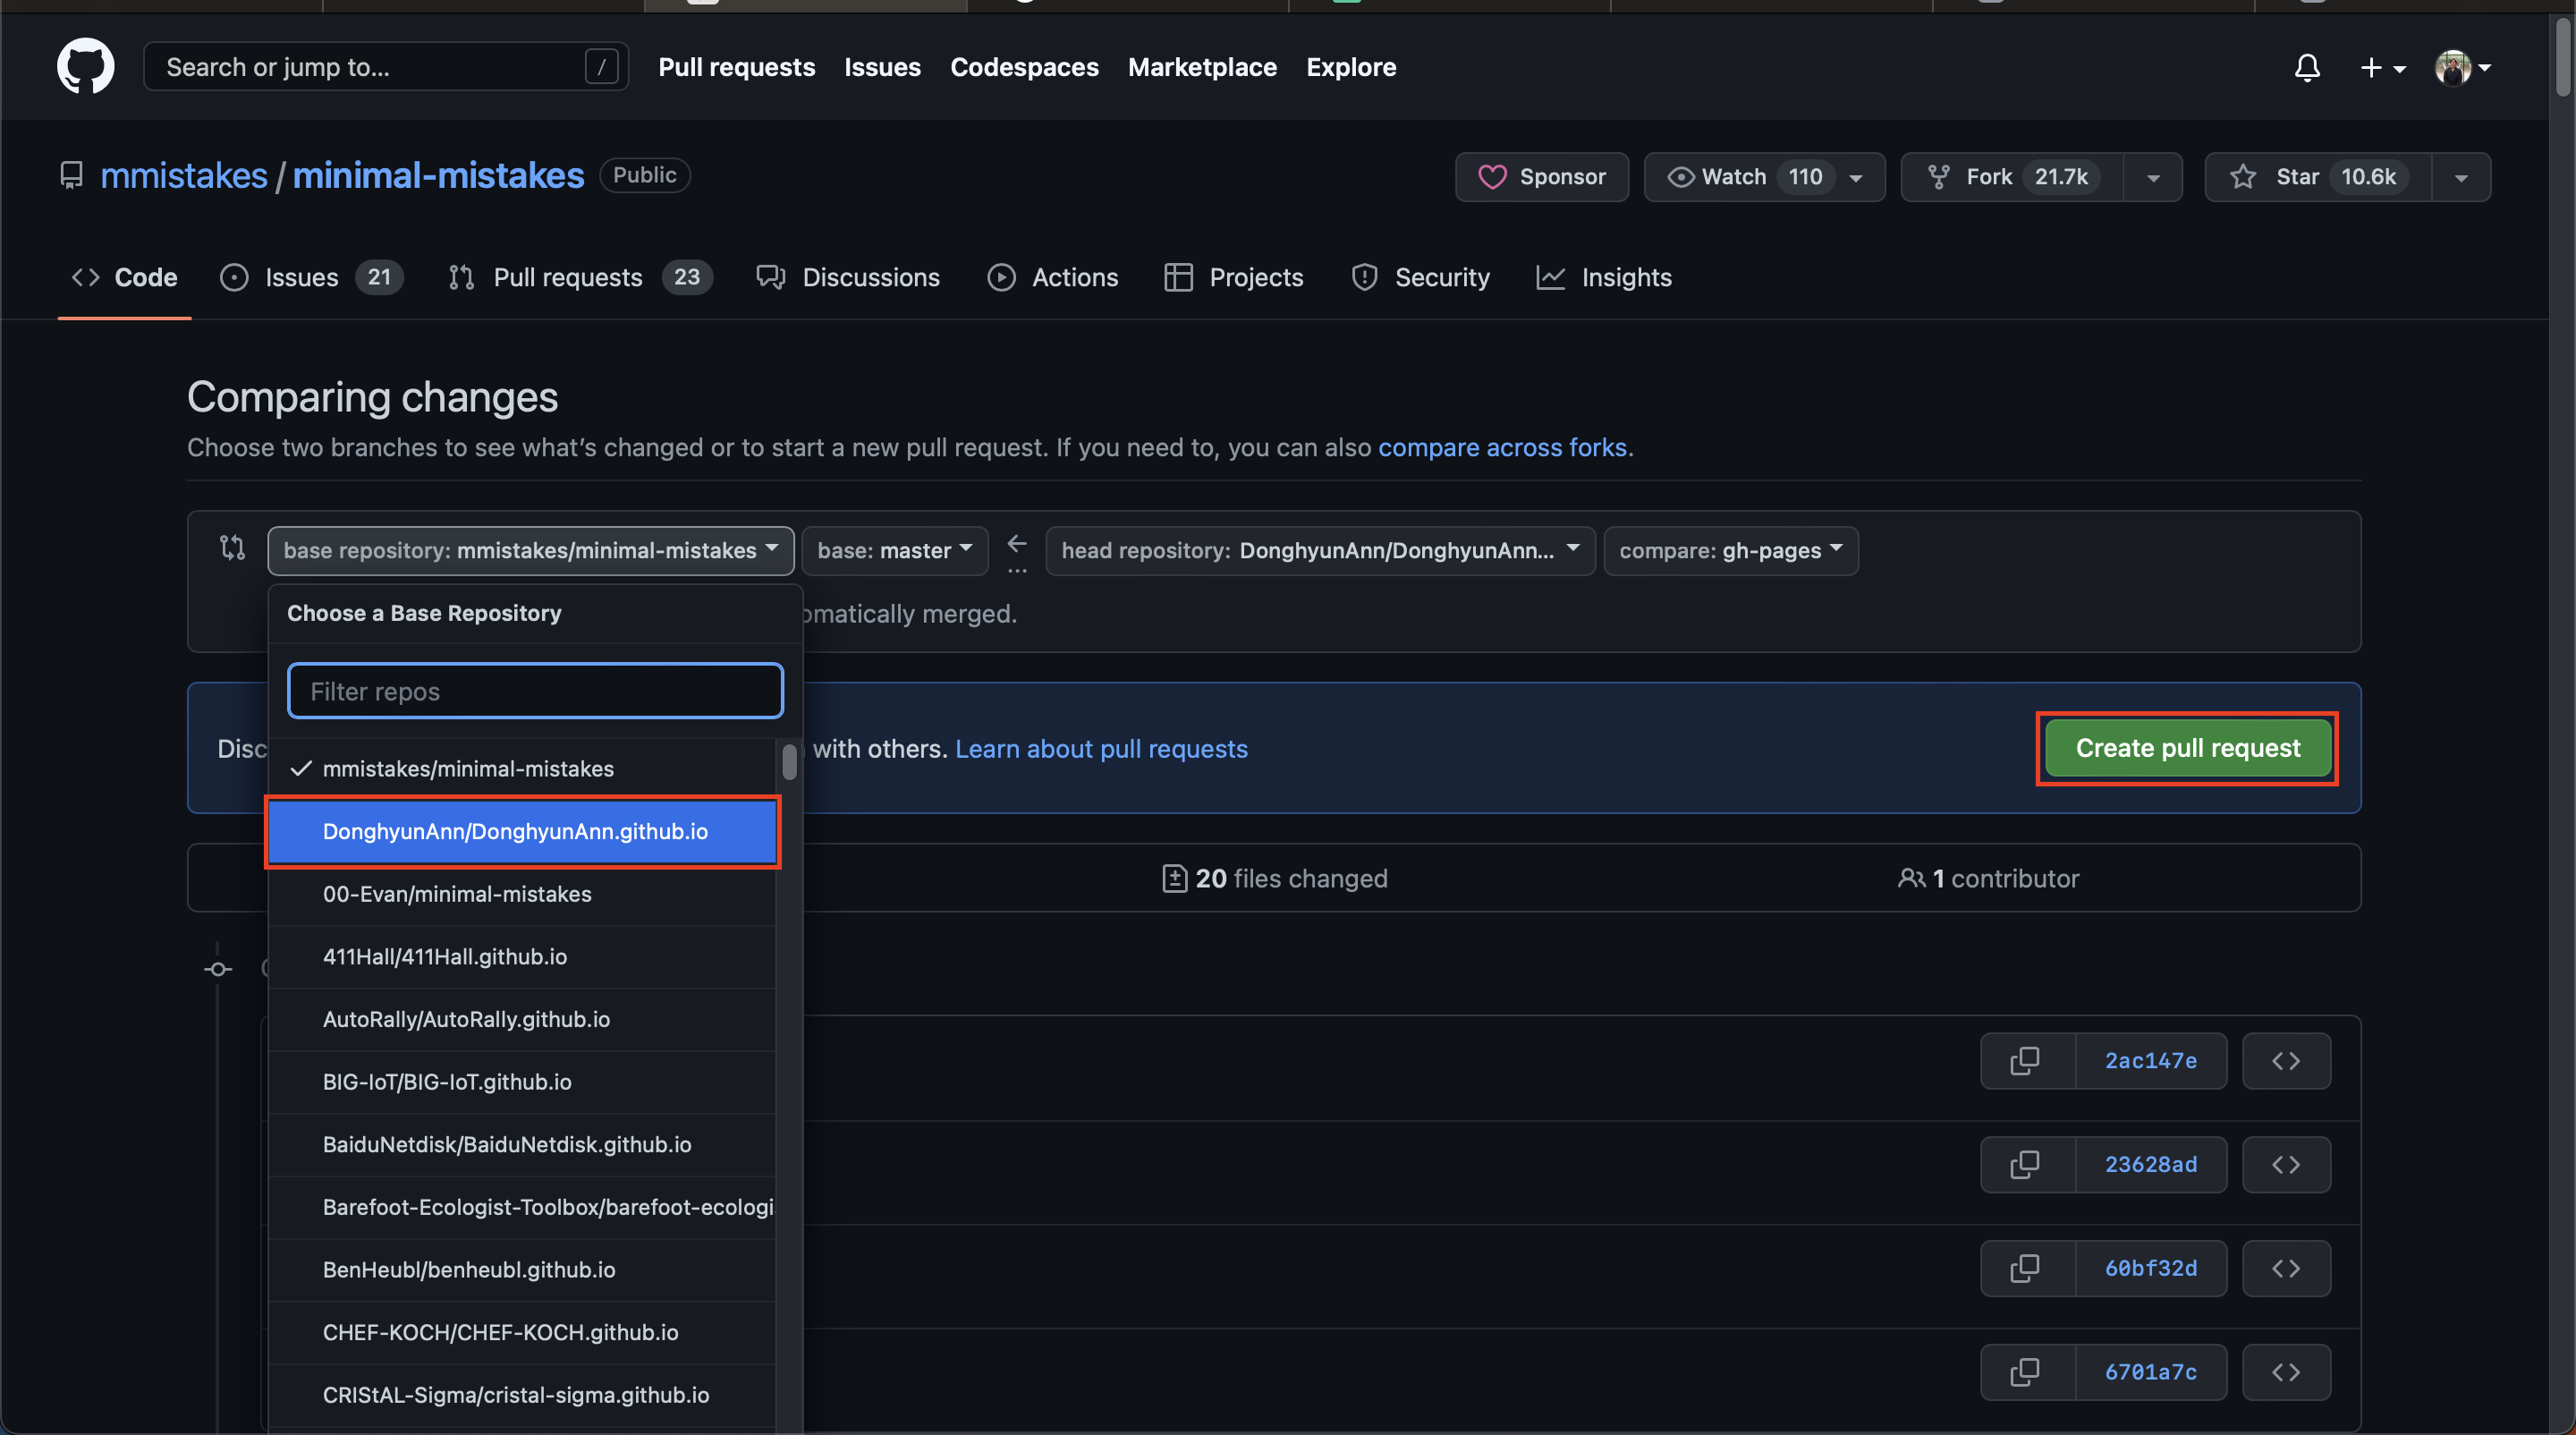 Search or jump to... /
Pull requests Issues Codespaces Marketplace Explore
mmistakes / minimal-mistakes Public
Sponsor Watch 110 Fork 21.7k Star 10.6k
Code Issues 21 Pull requests 23 Discussions Actions Projects Security Insights
Comparing changes
Choose two branches to see what’s changed or to start a new pull request. If you need to, you can also compare across forks.
base repository: mmistakes/minimal-mistakes base: master ← ... head repository: DonghyunAnn/DonghyunAnn... compare: gh-pages
Choose a Base Repository
merged.
Filter repos
with others. Learn about pull requests
Create pull request
mmistakes/minimal-mistakes
DonghyunAnn/DonghyunAnn.github.io
20 files changed
1 contributor
00-Evan/minimal-mistakes
411Hall/411Hall.github.io
AutoRally/AutoRally.github.io
2ac147e
BIG-IoT/BIG-IoT.github.io
BaiduNetdisk/BaiduNetdisk.github.io
23628ad
Barefoot-Ecologist-Toolbox/barefoot-ecologi
BenHeubl/benheubl.github.io
60bf32d
CHEF-KOCH/CHEF-KOCH.github.io
6701a7c
CRIStAL-Sigma/cristal-sigma.github.io